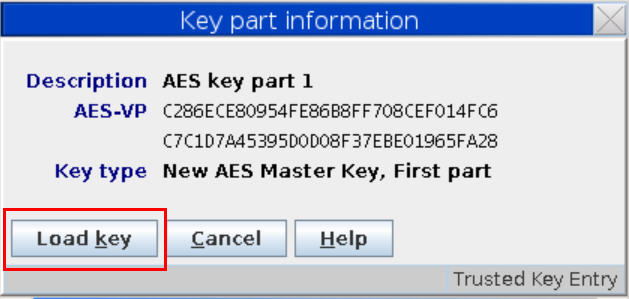 Key part information
Description AES key part 1
AES-VP C286ECE80954FE86B8FF708CEF014FC6
C7C1D7A45395D0D08F37EBE01965FA28
Key type New AES Master Key, First part
Load key Cancel Help
Trusted Key Entry